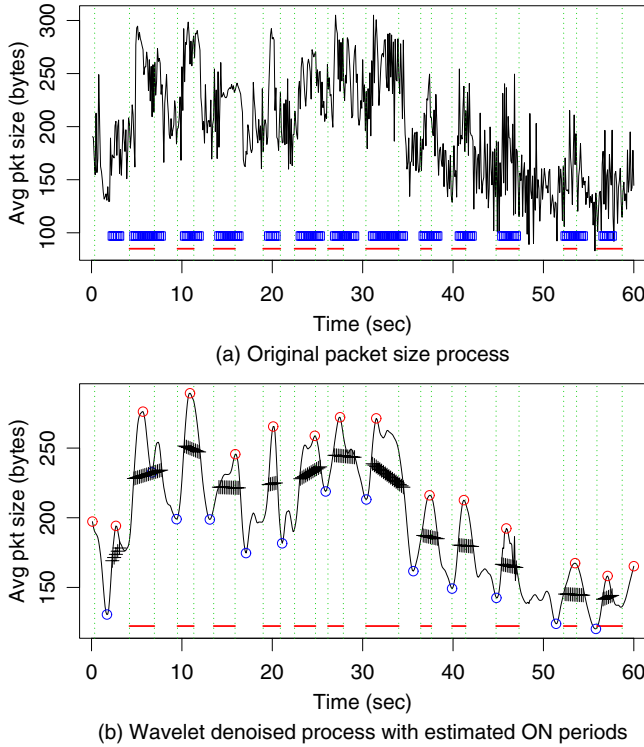 300
250
200
150
100
Avg pkt size (bytes)
0 10 20 30 40 50 60
Time (sec)
(a) Original packet size process
250
200
150
Avg pkt size (bytes)
0 10 20 30 40 50 60
Time (sec)
(b) Wavelet denoised process with estimated ON periods